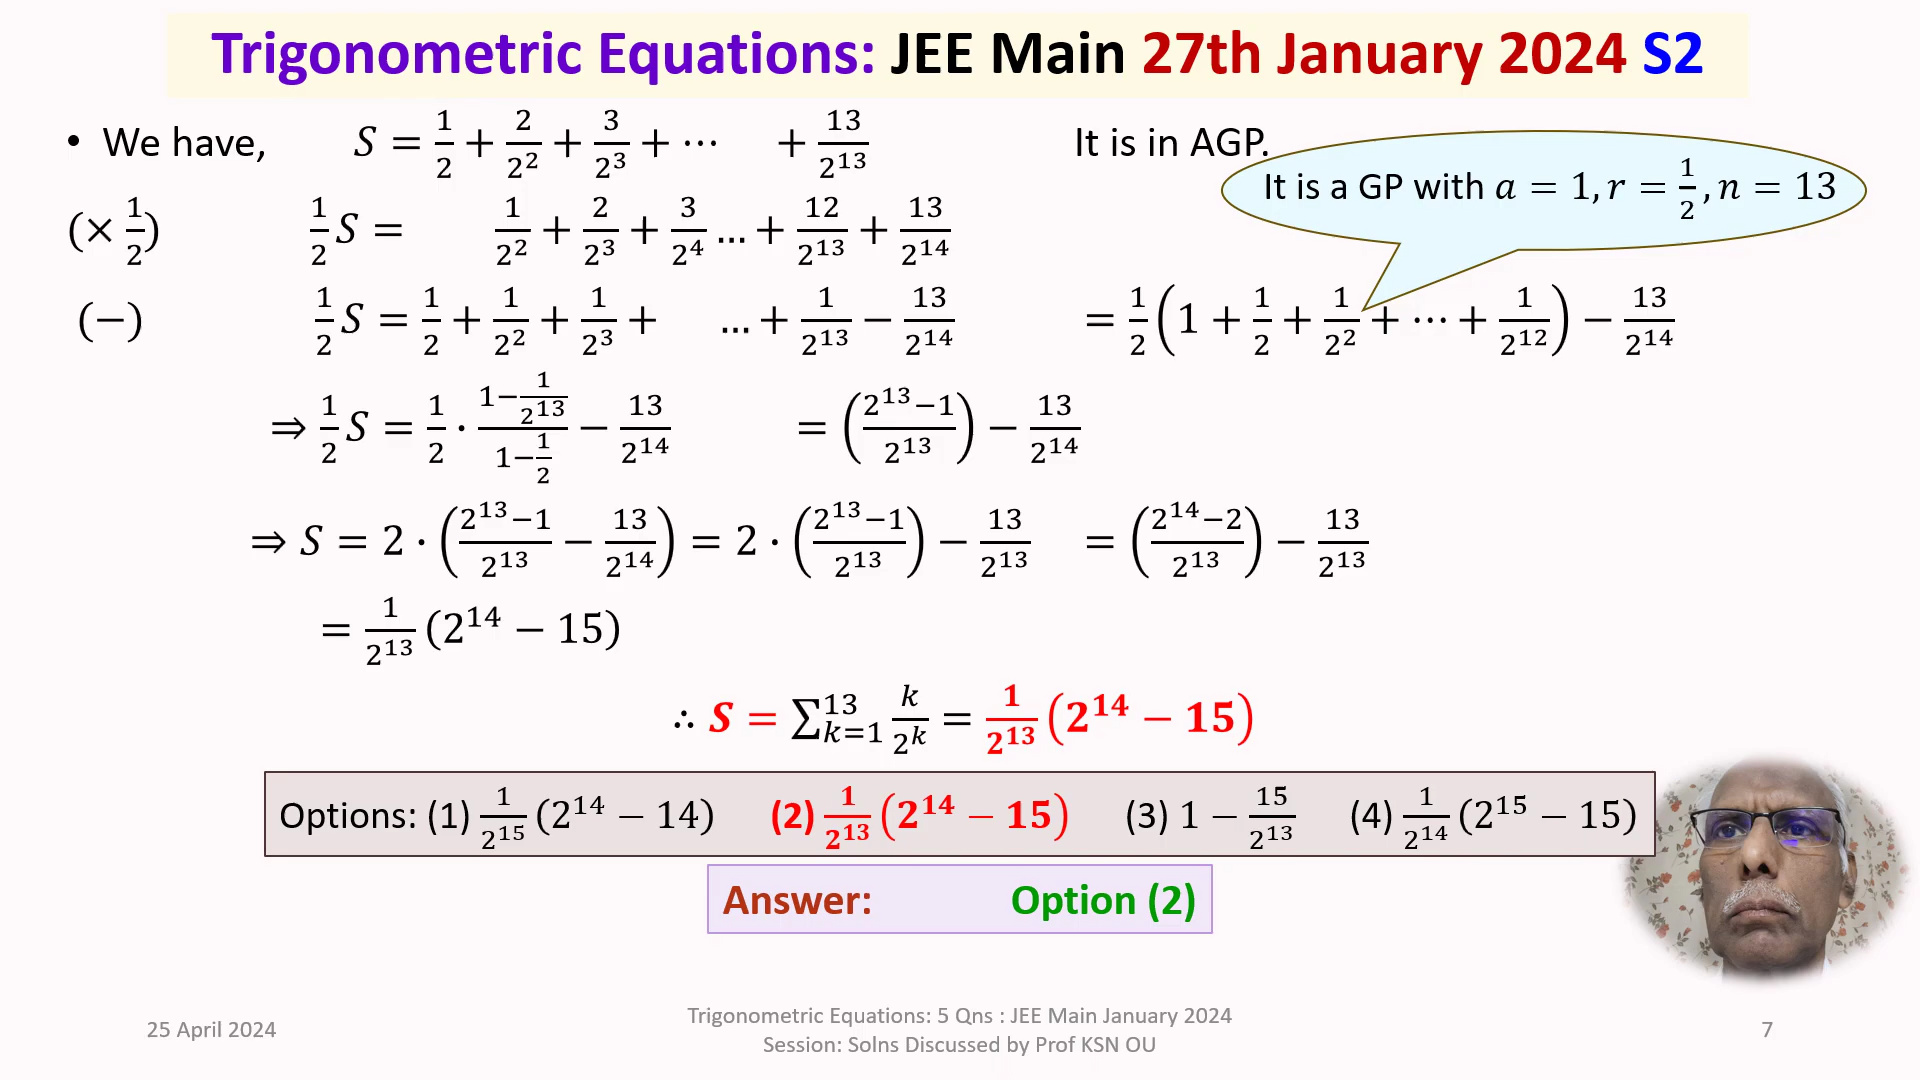 Trigonometric Equations: JEE Main 27th January 2024 S2
• We have, S = 1/2 + 2/2² + 3/2³ + ⋯ + 13/2¹³ It is in AGP.
It is a GP with a = 1, r = 1/2, n = 13
(× 1/2) 1/2 S = 1/2² + 2/2³ + 3/2⁴ ... + 12/2¹³ + 13/2¹⁴
(−) 1/2 S = 1/2 + 1/2² + 1/2³ + ... + 1/2¹³ − 13/2¹⁴ = 1/2 (1 + 1/2 + 1/2² + ⋯ + 1/2¹²) − 13/2¹⁴
⇒ 1/2 S = 1/2 · (1 − 1/2¹³)/(1 − 1/2) − 13/2¹⁴ = ((2¹³−1)/2¹³) − 13/2¹⁴
⇒ S = 2 · ((2¹³−1)/2¹³ − 13/2¹⁴) = 2 · ((2¹³−1)/2¹³) − 13/2¹³ = ((2¹⁴−2)/2¹³) − 13/2¹³
= 1/2¹³ (2¹⁴ − 15)
∴ S = ∑_{k=1}^{13} k/2ᵏ = 1/2¹³ (2¹⁴ − 15)
Options: (1) 1/2¹⁵ (2¹⁴ − 14) (2) 1/2¹³ (2¹⁴ − 15) (3) 1 − 15/2¹³ (4) 1/2¹⁴ (2¹⁵ − 15)
Answer: Option (2)
25 April 2024
Trigonometric Equations: 5 Qns : JEE Main January 2024
Session: Solns Discussed by Prof KSN OU
7